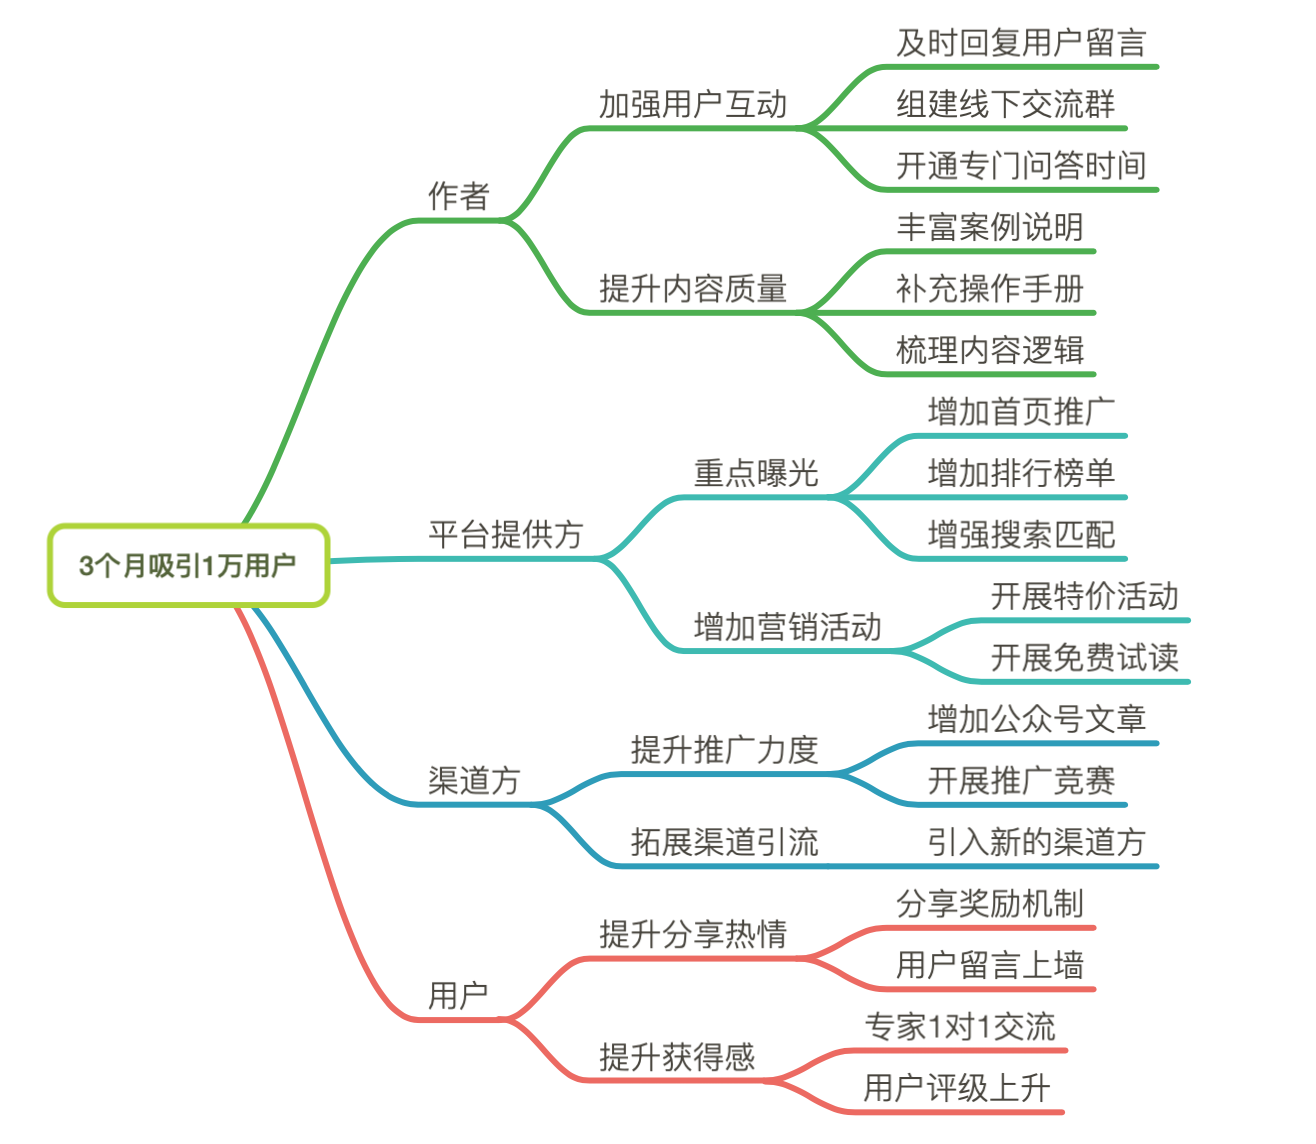 3个月吸引1万用户
作者
加强用户互动
及时回复用户留言
组建线下交流群
开通专门问答时间
提升内容质量
丰富案例说明
补充操作手册
梳理内容逻辑
平台提供方
重点曝光
增加首页推广
增加排行榜单
增强搜索匹配
增加营销活动
开展特价活动
开展免费试读
渠道方
提升推广力度
增加公众号文章
开展推广竞赛
拓展渠道引流
引入新的渠道方
用户
提升分享热情
分享奖励机制
用户留言上墙
提升获得感
专家1对1交流
用户评级上升